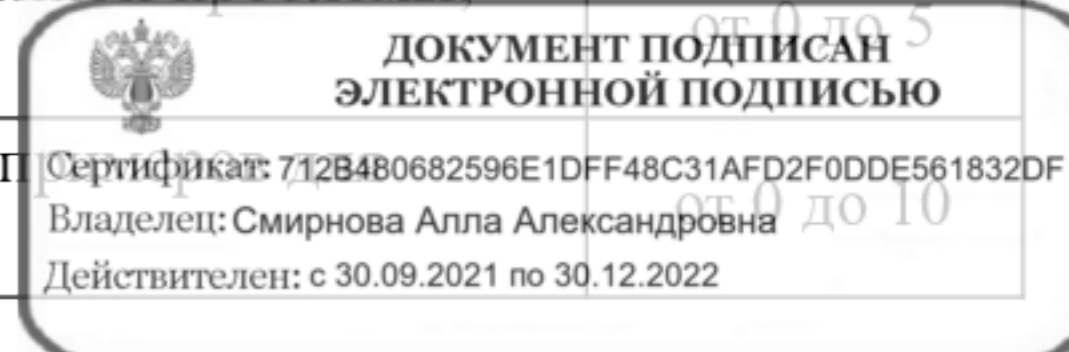 от 0 до 5
ДОКУМЕНТ ПОДПИСАН
ЭЛЕКТРОННОЙ ПОДПИСЬЮ
Сертификат: 712B480682596E1DFF48C31AFD2F0DDE561832DF
от 0 до 10
Владелец: Смирнова Алла Александровна
Действителен: с 30.09.2021 по 30.12.2022